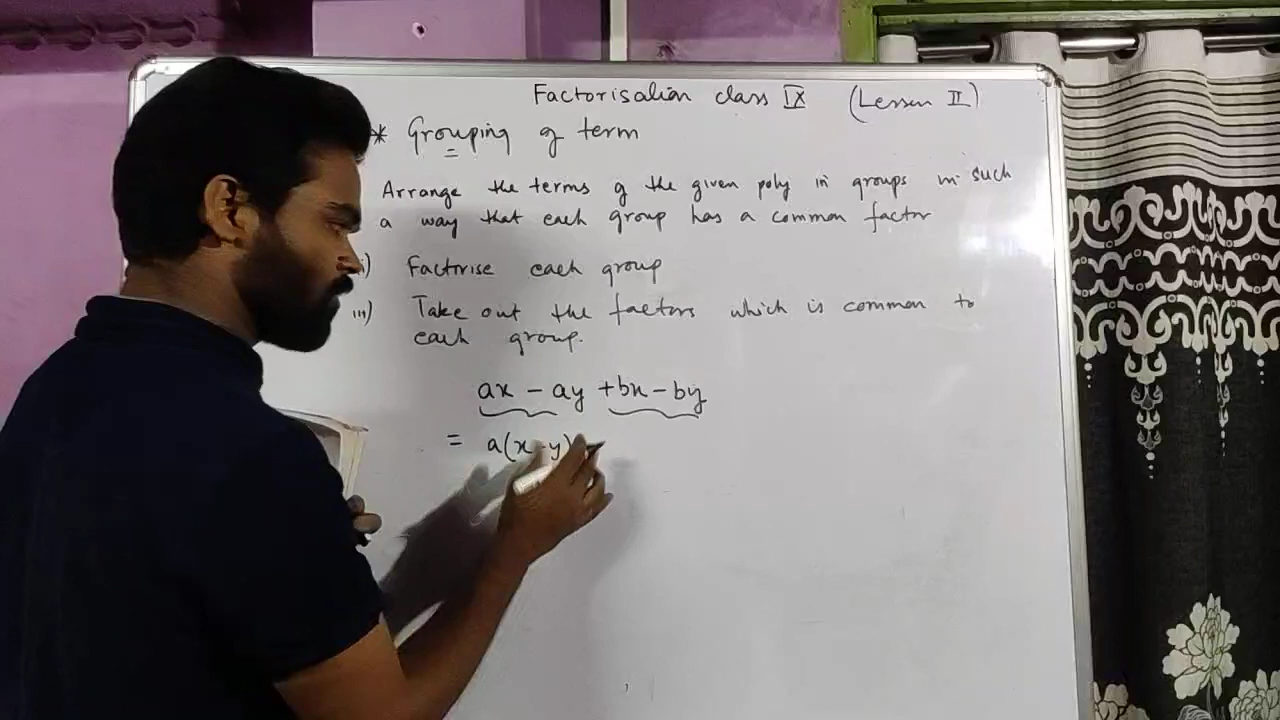 Factorisation class IX (Lesson II)
* Grouping of term
Arrange the terms of the given poly in groups in such
a way that each group has a common factor
) Factorise each group
iii) Take out the factors which is common to
each group.
ax - ay + bx - by
= a(x - y)